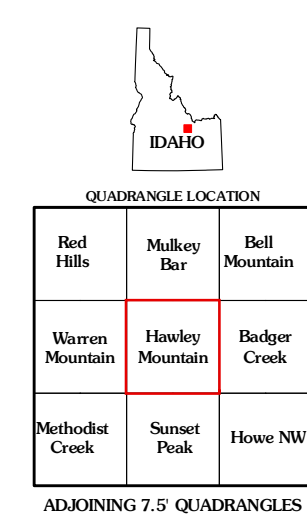 IDAHO
QUADRANGLE LOCATION
Red
Hills
Mulkey
Bar
Bell
Mountain
Warren
Mountain
Hawley
Mountain
Badger
Creek
Methodist
Creek
Sunset
Peak
Howe NW
ADJOINING 7.5' QUADRANGLES